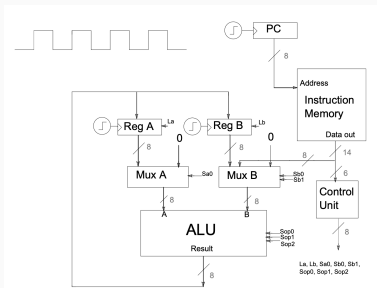 PC
8
Address
Instruction
Memory
Data out
La
Reg A
Lb
Reg B
0
0
8
8
8
14
6
Mux A
Sa0
Mux B
Sb0
Sb1
Control
Unit
8
8
8
A
B
ALU
Result
Sop0
Sop1
Sop2
8
La, Lb, Sa0, Sb0, Sb1,
Sop0, Sop1, Sop2